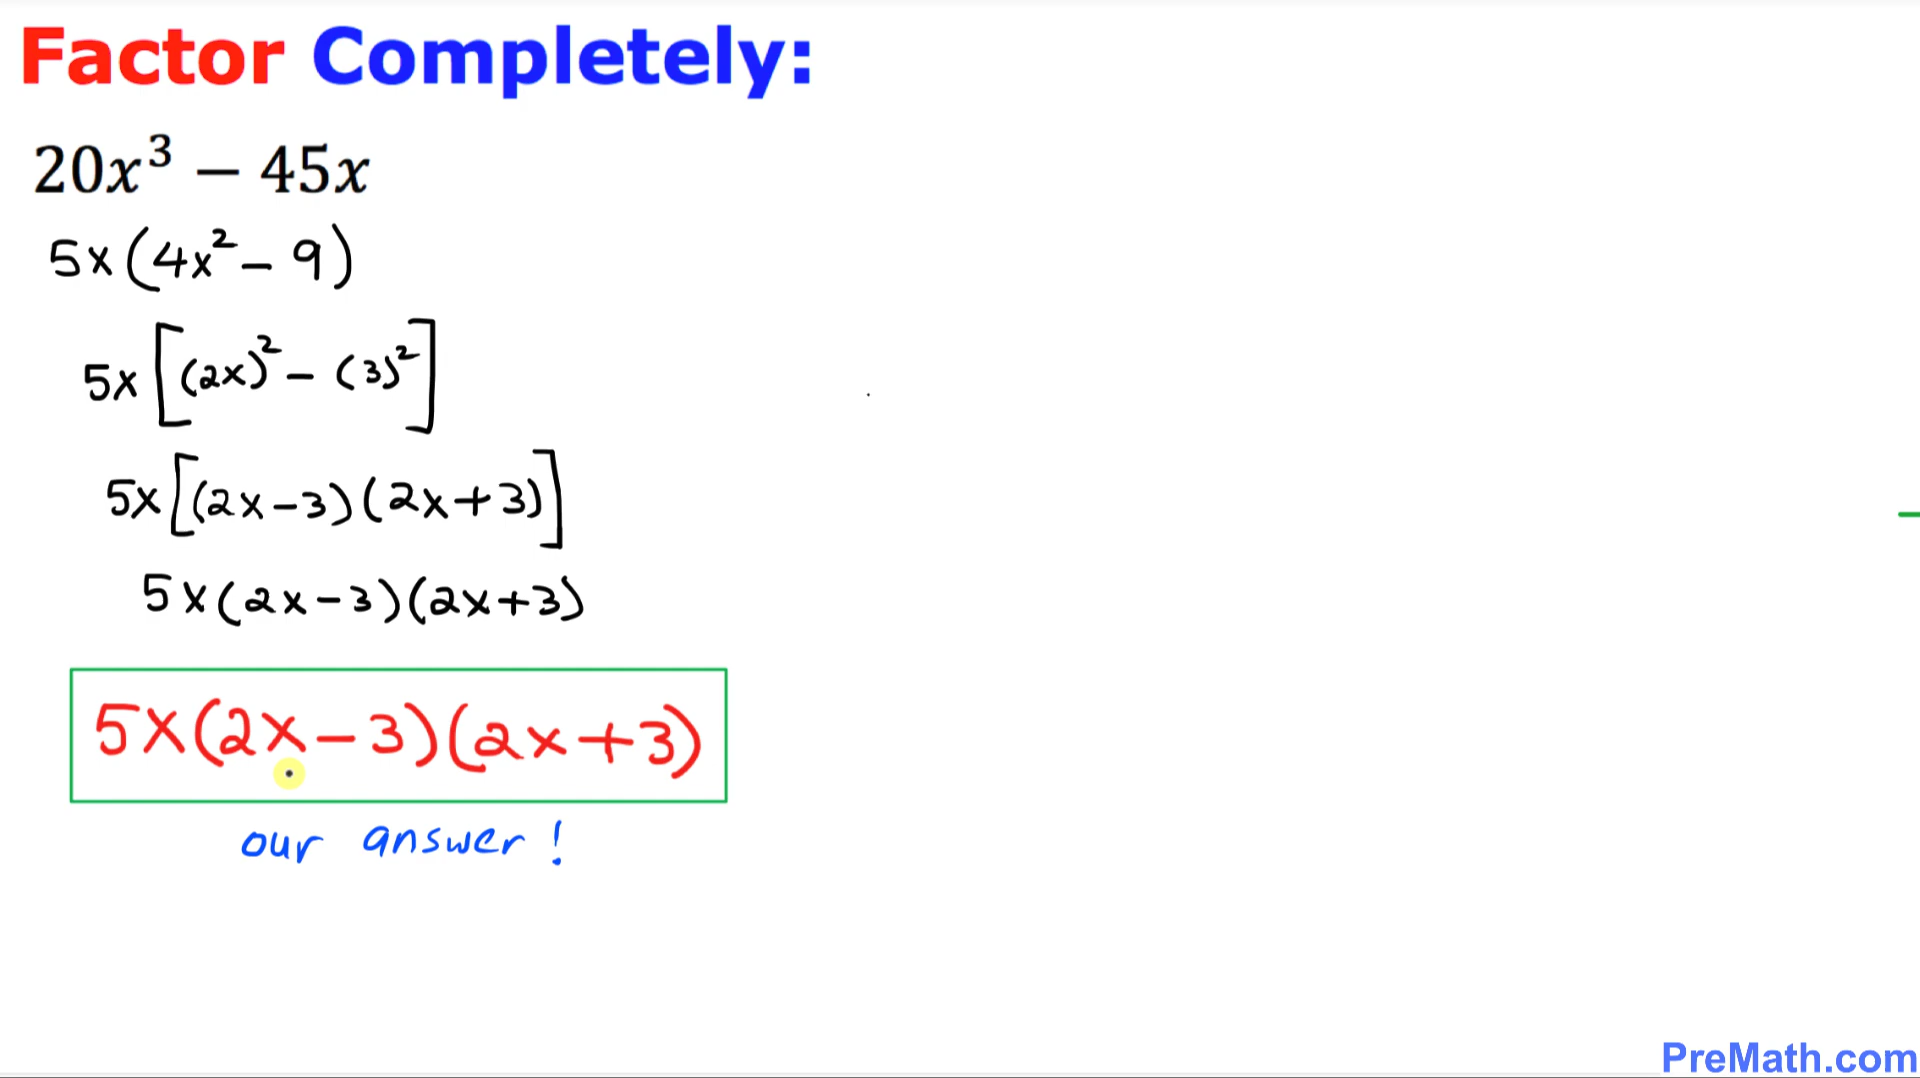 Factor Completely:
20x³ − 45x
5x(4x² − 9)
5x[(2x)² − (3)²]
5x[(2x−3)(2x+3)]
5x(2x−3)(2x+3)
5x(2x−3)(2x+3)
our answer!
PreMath.com